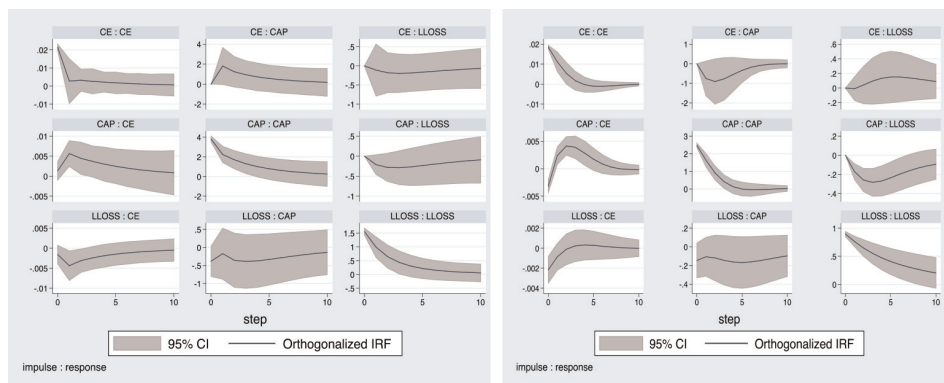 CE : CE
CE : CAP
CE : LLOSS
.02
.01
0
-.01
4
2
0
-2
.5
0
-.5
-1
CAP : CE
CAP : CAP
CAP : LLOSS
.01
.005
0
-.005
4
2
0
-2
.5
0
-.5
-1
LLOSS : CE
LLOSS : CAP
LLOSS : LLOSS
.005
0
-.005
-.01
.5
0
-.5
-1
1.5
1
.5
0
-.5
0 5 10
0 5 10
0 5 10
step
95% CI
Orthogonalized IRF
impulse : response
CE : CE
CE : CAP
CE : LLOSS
.02
.01
0
-.01
1
0
-1
-2
.6
.4
.2
0
-.2
CAP : CE
CAP : CAP
CAP : LLOSS
.005
0
-.005
3
2
1
0
.2
0
-.2
-.4
LLOSS : CE
LLOSS : CAP
LLOSS : LLOSS
.002
0
-.002
-.004
.2
0
-.2
-.4
1
.5
0
0 5 10
0 5 10
0 5 10
step
95% CI
Orthogonalized IRF
impulse : response